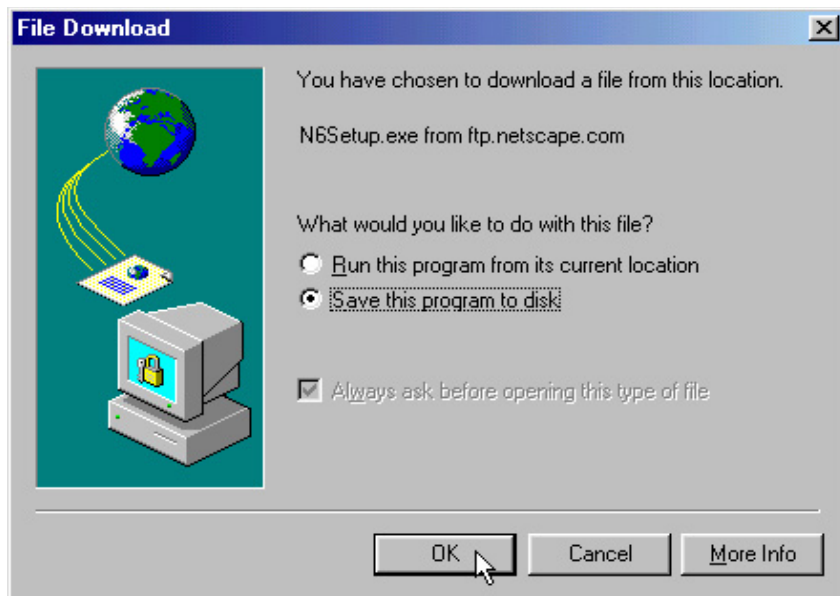 File Download
You have chosen to download a file from this location.
N6Setup.exe from ftp.netscape.com
What would you like to do with this file?
Run this program from its current location
Save this program to disk
Always ask before opening this type of file
OK Cancel More Info